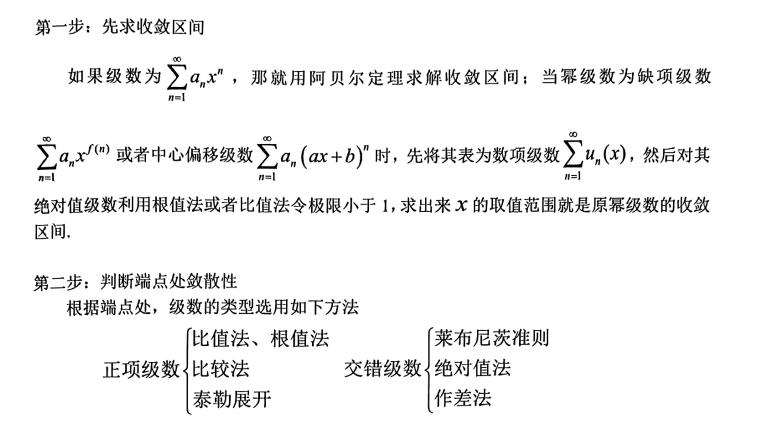 第一步：先求收敛区间
如果级数为 $\sum_{n=1}^{\infty} a_n x^n$ ，那就用阿贝尔定理求解收敛区间；当幂级数为缺项级数
$\sum_{n=1}^{\infty} a_n x^{f(n)}$ 或者中心偏移级数 $\sum_{n=1}^{\infty} a_n (ax+b)^n$ 时，先将其表为数项级数 $\sum_{n=1}^{\infty} u_n(x)$，然后对其
绝对值级数利用根值法或者比值法令极限小于 1，求出来 x 的取值范围就是原幂级数的收敛
区间.
第二步：判断端点处敛散性
根据端点处，级数的类型选用如下方法
正项级数 { 比值法、根值法
比较法
泰勒展开
交错级数 { 莱布尼茨准则
绝对值法
作差法